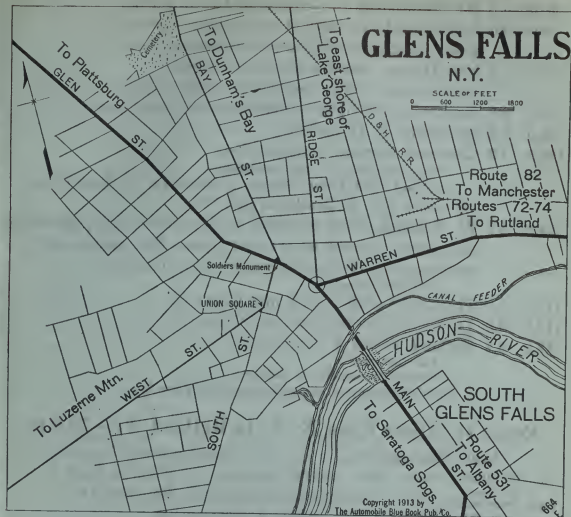 GLENS FALLS
N.Y.
SCALE OF FEET
0 600 1200 1800
Cemetery
To Plattsburg
GLEN
ST.
To Dunham's Bay
BAY
ST.
To east shore of
Lake George
RIDGE
ST.
D. & H. R.R.
Route 82
To Manchester
Routes 72-74
To Rutland
WARREN
ST.
Soldiers Monument
UNION SQUARE
CANAL FEEDER
HUDSON
RIVER
To Luzerne Mtn.
WEST
ST.
SOUTH
ST.
MAIN
ST.
SOUTH
GLENS FALLS
To Saratoga Spgs.
Route 531
To Albany
Copyright 1913 by
The Automobile Blue Book Pub. Co.
664